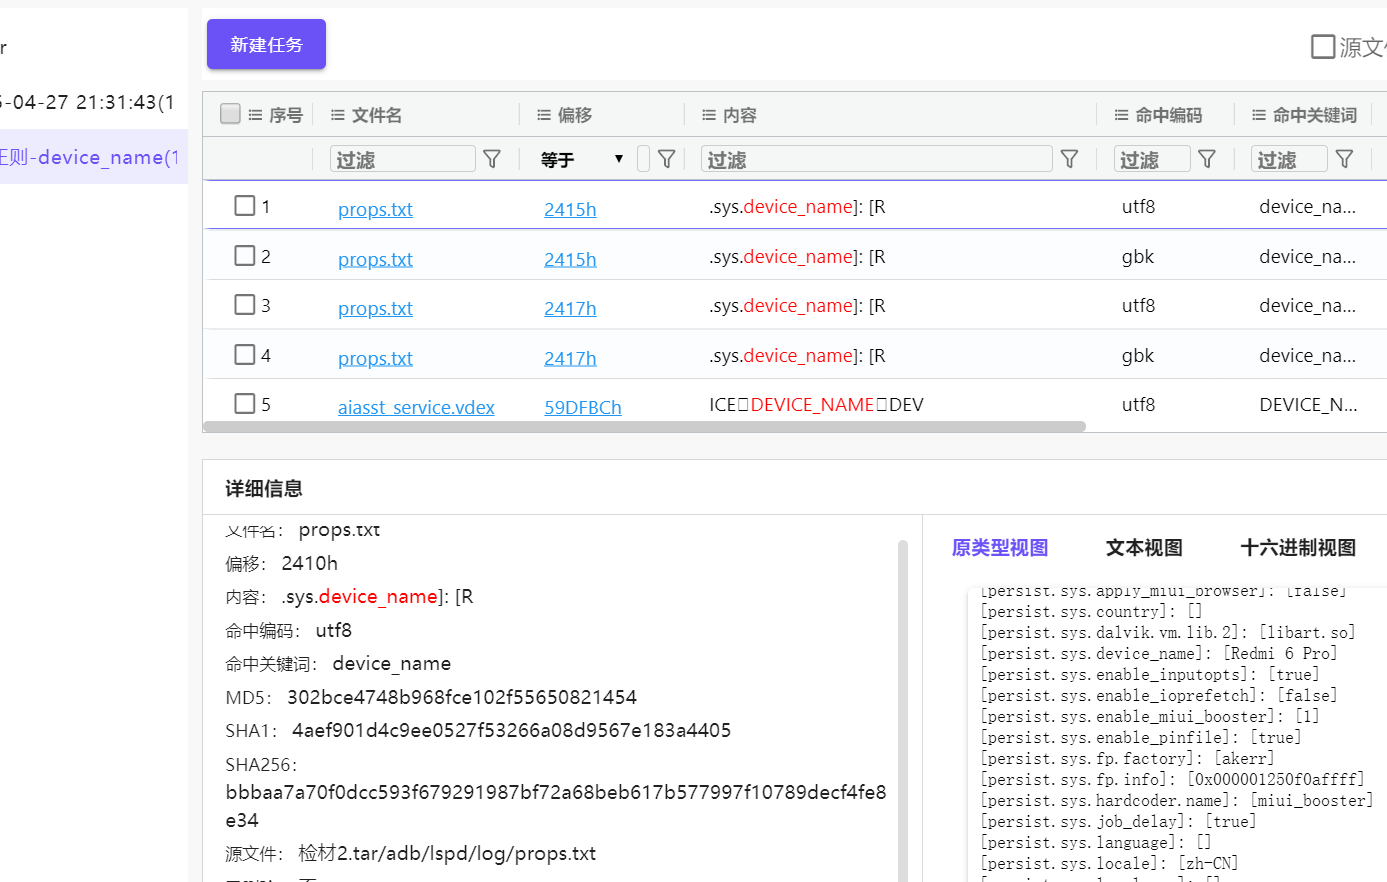 r
-04-27 21:31:43(1
正则-device_name(1
新建任务
源文
序号 文件名 偏移 内容 命中编码 命中关键词
过滤 等于 过滤 过滤 过滤
1 props.txt 2415h .sys.device_name]: [R utf8 device_na...
2 props.txt 2415h .sys.device_name]: [R gbk device_na...
3 props.txt 2417h .sys.device_name]: [R utf8 device_na...
4 props.txt 2417h .sys.device_name]: [R gbk device_na...
5 aiasst_service.vdex 59DFBCh ICE□DEVICE_NAME□DEV utf8 DEVICE_N...
详细信息
文件名: props.txt
偏移: 2410h
内容: .sys.device_name]: [R
命中编码: utf8
命中关键词: device_name
MD5: 302bce4748b968fce102f55650821454
SHA1: 4aef901d4c9ee0527f53266a08d9567e183a4405
SHA256:
bbbaa7a70f0dcc593f679291987bf72a68beb617b577997f10789decf4fe8
e34
源文件: 检材2.tar/adb/lspd/log/props.txt
原类型视图 文本视图 十六进制视图
[persist.sys.apply_miui_browser]: [false]
[persist.sys.country]: []
[persist.sys.dalvik.vm.lib.2]: [libart.so]
[persist.sys.device_name]: [Redmi 6 Pro]
[persist.sys.enable_inputopts]: [true]
[persist.sys.enable_ioprefetch]: [false]
[persist.sys.enable_miui_booster]: [1]
[persist.sys.enable_pinfile]: [true]
[persist.sys.fp.factory]: [akerr]
[persist.sys.fp.info]: [0x000001250f0affff]
[persist.sys.hardcoder.name]: [miui_booster]
[persist.sys.job_delay]: [true]
[persist.sys.language]: []
[persist.sys.locale]: [zh-CN]